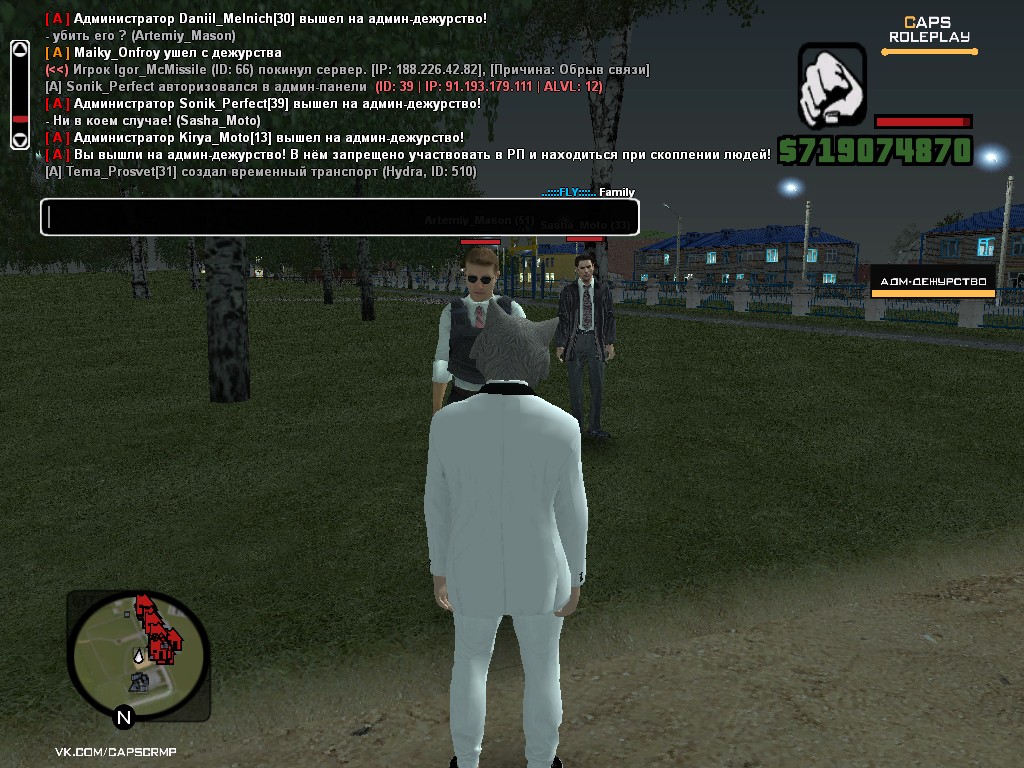 [ A ] Администратор Daniil_Melnich[30] вышел на админ-дежурство!
- убить его ? (Artemiy_Mason)
[ A ] Maiky_Onfroy ушел с дежурства
(<<) Игрок Igor_McMissile (ID: 66) покинул сервер. [IP: 188.226.42.82], [Причина: Обрыв связи]
[A] Sonik_Perfect авторизовался в админ-панели (ID: 39 | IP: 91.193.179.111 | ALVL: 12)
[ A ] Администратор Sonik_Perfect[39] вышел на админ-дежурство!
- Ни в коем случае! (Sasha_Moto)
[ A ] Администратор Kirya_Moto[13] вышел на админ-дежурство!
[ A ] Вы вышли на админ-дежурство! В нём запрещено участвовать в РП и находиться при скоплении людей!
[A] Tema_Prosvet[31] создал временный транспорт (Hydra, ID: 510)
CAPS
ROLEPLAY
$719074870
..::::FLY::::.. Family
Artemiy_Mason (51)
Sasha_Moto (33)
АДМ-ДЕЖУРСТВО
N
VK.COM/CAPSCRMP